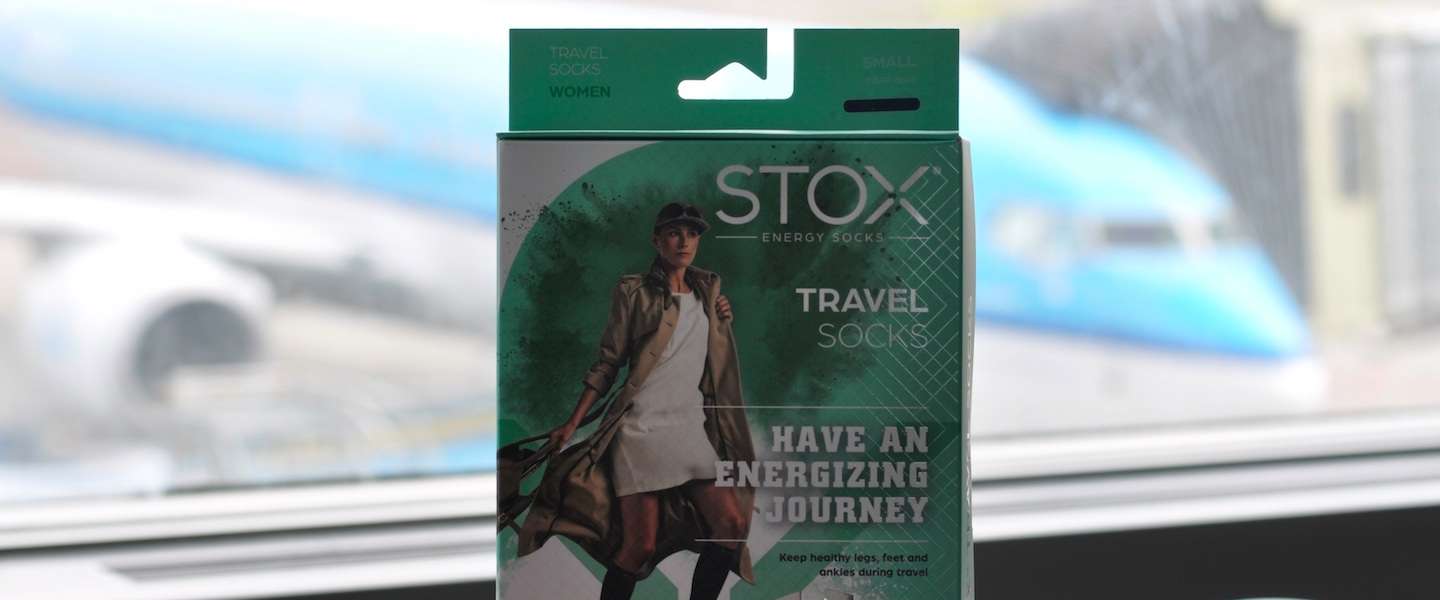 TRAVEL
SOCKS
WOMEN
SMALL
STOX
ENERGY SOCKS
TRAVEL
SOCKS
HAVE AN
ENERGIZING
JOURNEY
Keep healthy legs, feet and
ankles during travel